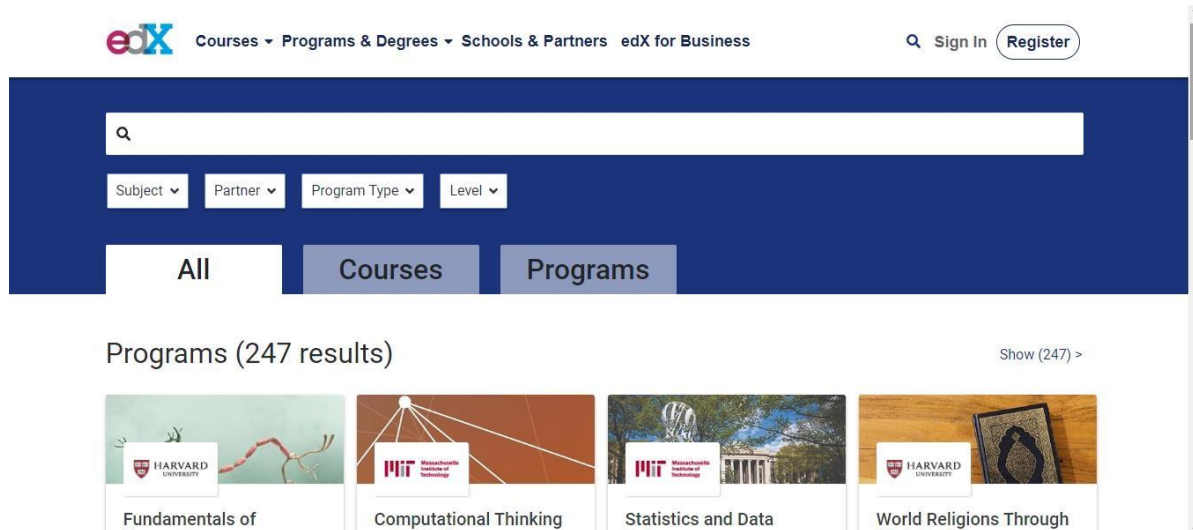 edX Courses Programs & Degrees Schools & Partners edX for Business Sign In Register
Subject Partner Program Type Level
All Courses Programs
Programs (247 results) Show (247) >
HARVARD
UNIVERSITY
Massachusetts
Institute of
Technology
Massachusetts
Institute of
Technology
HARVARD
UNIVERSITY
Fundamentals of
Computational Thinking
Statistics and Data
World Religions Through